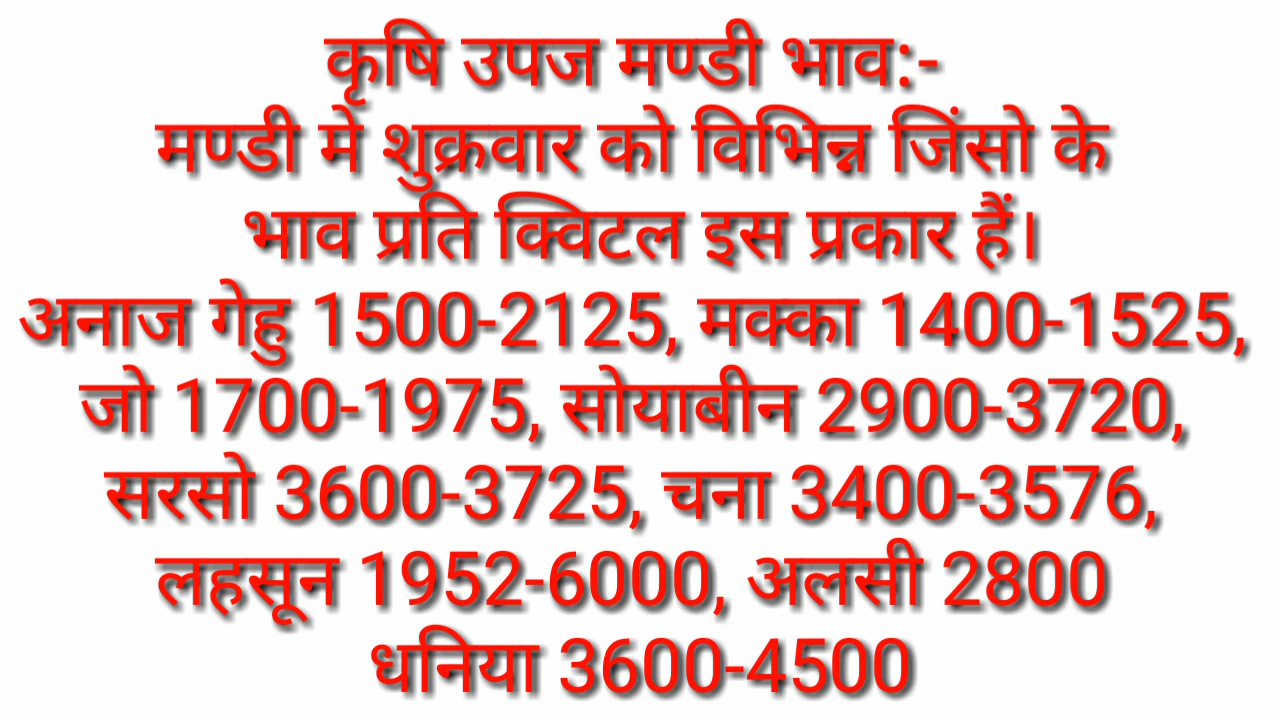 कृषि उपज मण्डी भाव:-
मण्डी मे शुक्रवार को विभिन्न जिंसो के
भाव प्रति क्विटल इस प्रकार हैं।
अनाज गेहु 1500-2125, मक्का 1400-1525,
जो 1700-1975, सोयाबीन 2900-3720,
सरसो 3600-3725, चना 3400-3576,
लहसून 1952-6000, अलसी 2800
धनिया 3600-4500